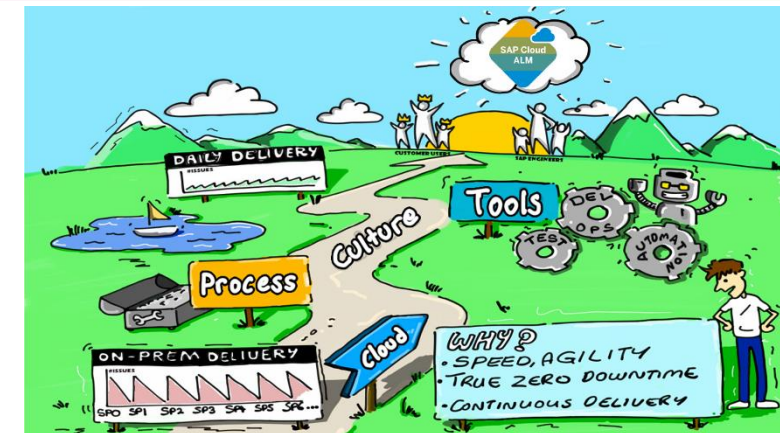 SAP Cloud
ALM
CUSTOMER USERS
SAP ENGINEERS
DAILY DELIVERY
#ISSUES
Tools
DEV
OPS
TEST
AUTOMATION
Culture
Process
ON-PREM DELIVERY
#ISSUES
SP0 SP1 SP2 SP3 SP4 SP5 SP6...
Cloud
WHY?
• SPEED, AGILITY
• TRUE ZERO DOWNTIME
• CONTINUOUS DELIVERY